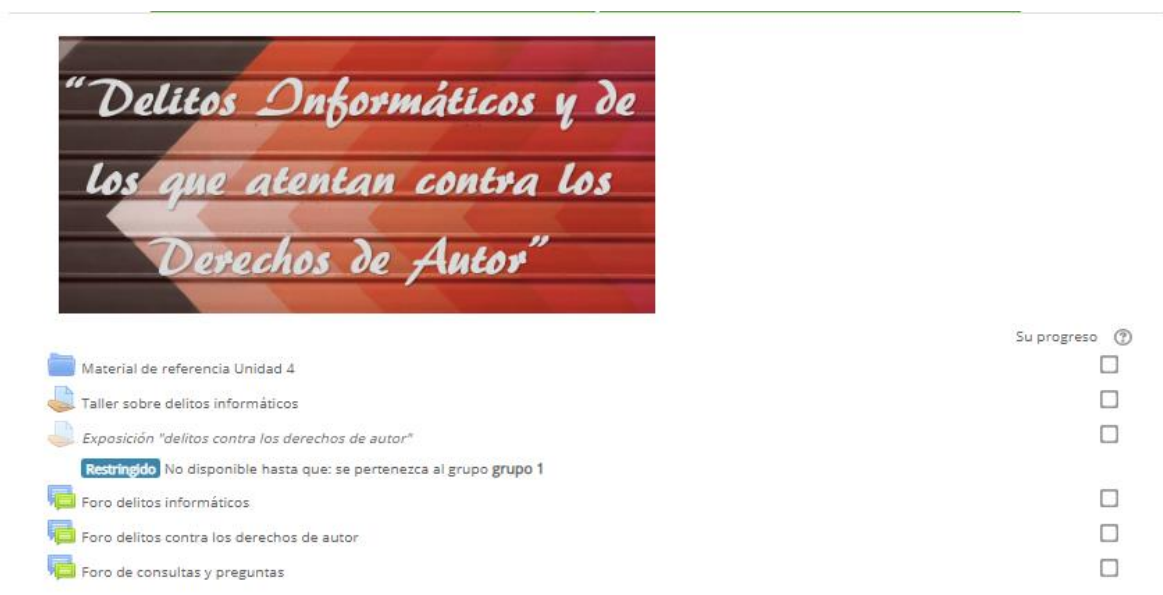 “Delitos Informáticos y de
los que atentan contra los
Derechos de Autor”
Su progreso
Material de referencia Unidad 4
Taller sobre delitos informáticos
Exposición "delitos contra los derechos de autor"
Restringido No disponible hasta que: se pertenezca al grupo grupo 1
Foro delitos informáticos
Foro delitos contra los derechos de autor
Foro de consultas y preguntas